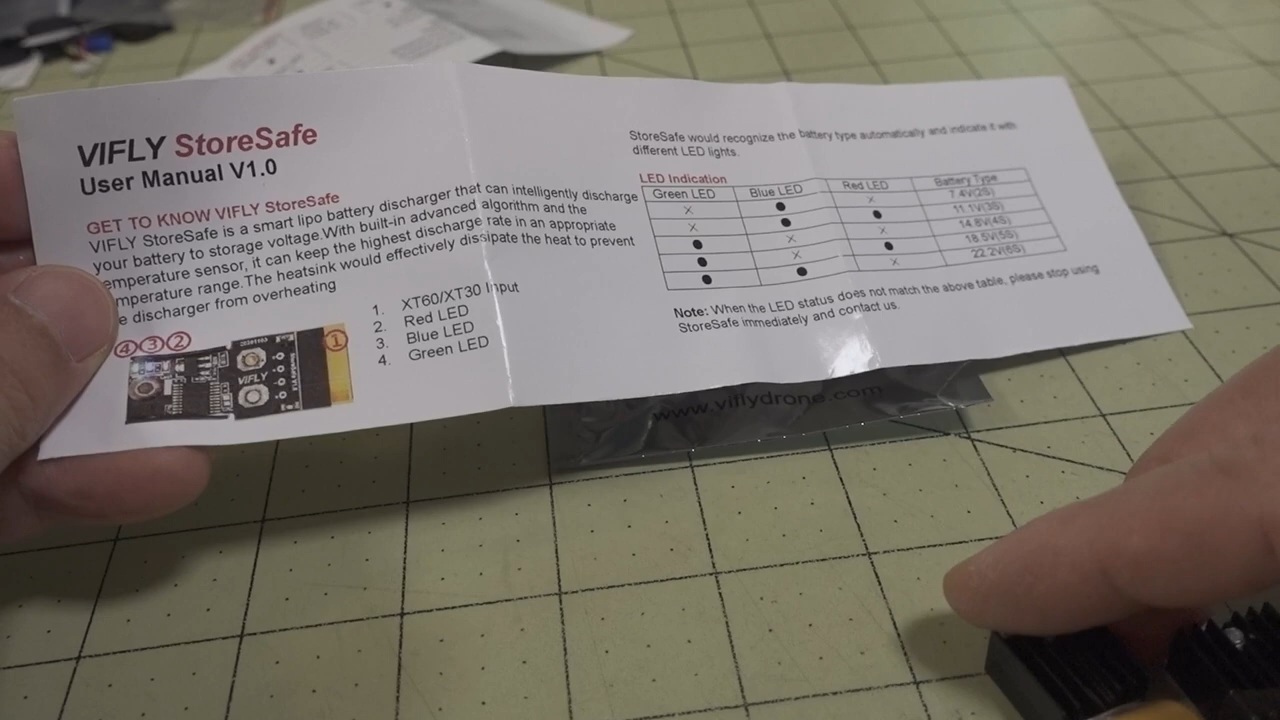 VIFLY StoreSafe
User Manual V1.0
GET TO KNOW VIFLY StoreSafe
VIFLY StoreSafe is a smart lipo battery discharger that can intelligently discharge
your battery to storage voltage.With built-in advanced algorithm and the
emperature sensor, it can keep the highest discharge rate in an appropriate
mperature range.The heatsink would effectively dissipate the heat to prevent
e discharger from overheating
1. XT60/XT30 Input
2. Red LED
3. Blue LED
4. Green LED
④③② ①
VIFLY
StoreSafe would recognize the battery type automatically and indicate it with
different LED lights.
LED Indication
Green LED Blue LED Red LED Battery Type
× ● × 7.4V(2S)
× ● ● 11.1V(3S)
● × × 14.8V(4S)
● × ● 18.5V(5S)
● ● × 22.2V(6S)
Note: When the LED status does not match the above table, please stop using
StoreSafe immediately and contact us.
www.viflydrone.com